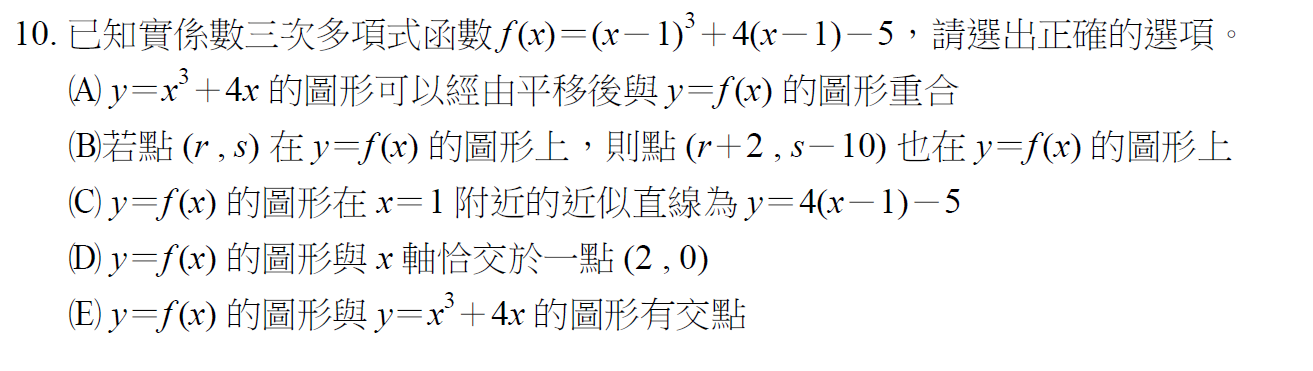 10. 已知實係數三次多項式函數 f(x)=(x−1)³+4(x−1)−5,請選出正確的選項。
(A) y=x³+4x 的圖形可以經由平移後與 y=f(x) 的圖形重合
(B)若點 (r , s) 在 y=f(x) 的圖形上,則點 (r+2 , s−10) 也在 y=f(x) 的圖形上
(C) y=f(x) 的圖形在 x=1 附近的近似直線為 y=4(x−1)−5
(D) y=f(x) 的圖形與 x 軸恰交於一點 (2 , 0)
(E) y=f(x) 的圖形與 y=x³+4x 的圖形有交點